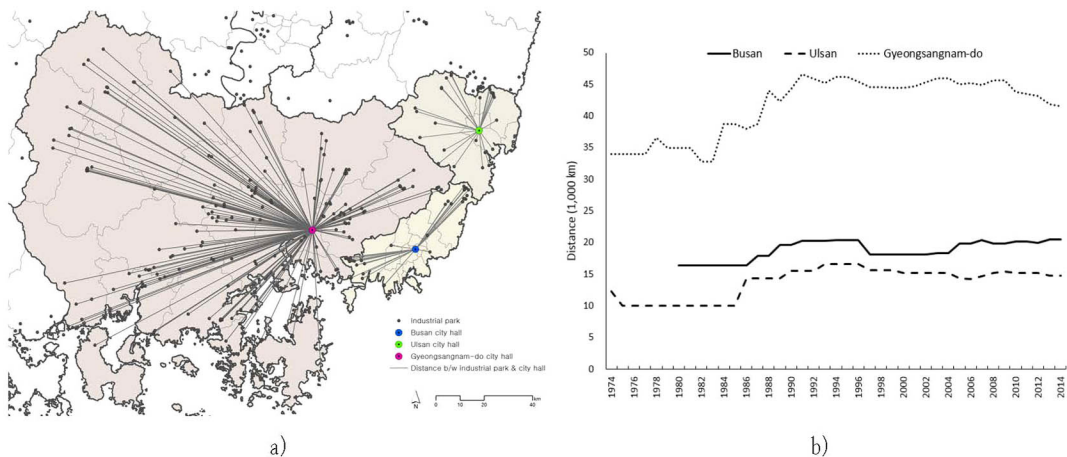 Industrial park
Busan city hall
Ulsan city hall
Gyeongsangnam-do city hall
Distance b/w industrial park & city hall
N
0 10 20 40
km
a)
Busan Ulsan Gyeongsangnam-do
Distance (1,000 km)
50
45
40
35
30
25
20
15
10
5
0
1974
1976
1978
1980
1982
1984
1986
1988
1990
1992
1994
1996
1998
2000
2002
2004
2006
2008
2010
2012
2014
b)